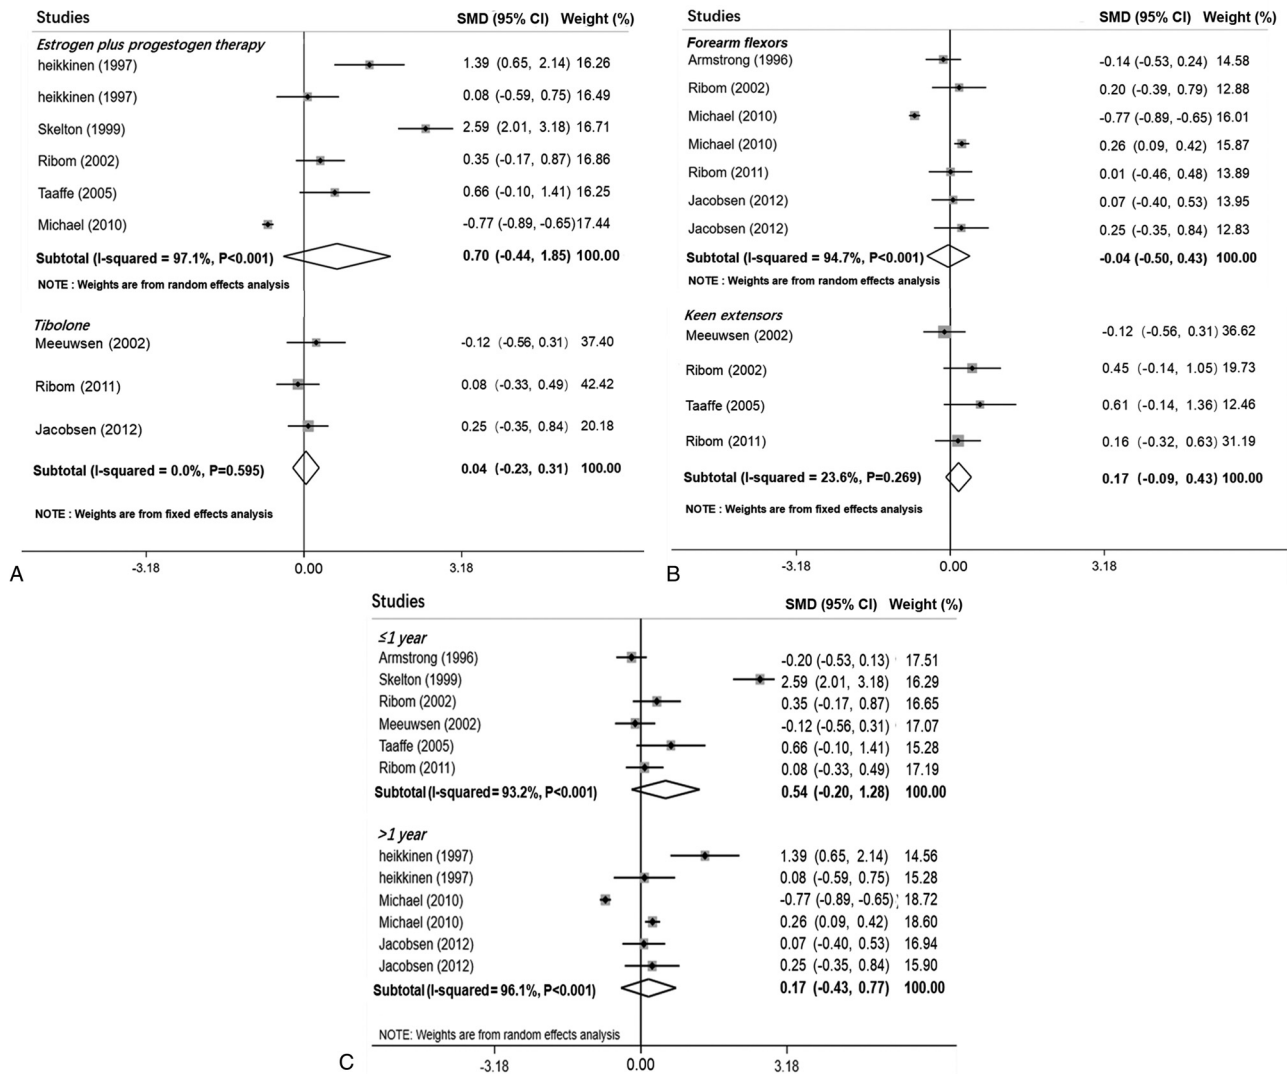 Studies SMD (95% CI) Weight (%)
Estrogen plus progestogen therapy
heikkinen (1997) 1.39 (0.65, 2.14) 16.26
heikkinen (1997) 0.08 (-0.59, 0.75) 16.49
Skelton (1999) 2.59 (2.01, 3.18) 16.71
Ribom (2002) 0.35 (-0.17, 0.87) 16.86
Taaffe (2005) 0.66 (-0.10, 1.41) 16.25
Michael (2010) -0.77 (-0.89, -0.65) 17.44
Subtotal (I-squared = 97.1%, P<0.001) 0.70 (-0.44, 1.85) 100.00
NOTE : Weights are from random effects analysis
Tibolone
Meeuwsen (2002) -0.12 (-0.56, 0.31) 37.40
Ribom (2011) 0.08 (-0.33, 0.49) 42.42
Jacobsen (2012) 0.25 (-0.35, 0.84) 20.18
Subtotal (I-squared = 0.0%, P=0.595) 0.04 (-0.23, 0.31) 100.00
NOTE : Weights are from fixed effects analysis
-3.18 0.00 3.18
A
Studies SMD (95% CI) Weight (%)
Forearm flexors
Armstrong (1996) -0.14 (-0.53, 0.24) 14.58
Ribom (2002) 0.20 (-0.39, 0.79) 12.88
Michael (2010) -0.77 (-0.89, -0.65) 16.01
Michael (2010) 0.26 (0.09, 0.42) 15.87
Ribom (2011) 0.01 (-0.46, 0.48) 13.89
Jacobsen (2012) 0.07 (-0.40, 0.53) 13.95
Jacobsen (2012) 0.25 (-0.35, 0.84) 12.83
Subtotal (I-squared = 94.7%, P<0.001) -0.04 (-0.50, 0.43) 100.00
NOTE : Weights are from random effects analysis
Keen extensors
Meeuwsen (2002) -0.12 (-0.56, 0.31) 36.62
Ribom (2002) 0.45 (-0.14, 1.05) 19.73
Taaffe (2005) 0.61 (-0.14, 1.36) 12.46
Ribom (2011) 0.16 (-0.32, 0.63) 31.19
Subtotal (I-squared = 23.6%, P=0.269) 0.17 (-0.09, 0.43) 100.00
NOTE : Weights are from fixed effects analysis
-3.18 0.00 3.18
B
Studies SMD (95% CI) Weight (%)
≤1 year
Armstrong (1996) -0.20 (-0.53, 0.13) 17.51
Skelton (1999) 2.59 (2.01, 3.18) 16.29
Ribom (2002) 0.35 (-0.17, 0.87) 16.65
Meeuwsen (2002) -0.12 (-0.56, 0.31) 17.07
Taaffe (2005) 0.66 (-0.10, 1.41) 15.28
Ribom (2011) 0.08 (-0.33, 0.49) 17.19
Subtotal (I-squared = 93.2%, P<0.001) 0.54 (-0.20, 1.28) 100.00
>1 year
heikkinen (1997) 1.39 (0.65, 2.14) 14.56
heikkinen (1997) 0.08 (-0.59, 0.75) 15.28
Michael (2010) -0.77 (-0.89, -0.65) 18.72
Michael (2010) 0.26 (0.09, 0.42) 18.60
Jacobsen (2012) 0.07 (-0.40, 0.53) 16.94
Jacobsen (2012) 0.25 (-0.35, 0.84) 15.90
Subtotal (I-squared = 96.1%, P<0.001) 0.17 (-0.43, 0.77) 100.00
NOTE: Weights are from random effects analysis
-3.18 0.00 3.18
C